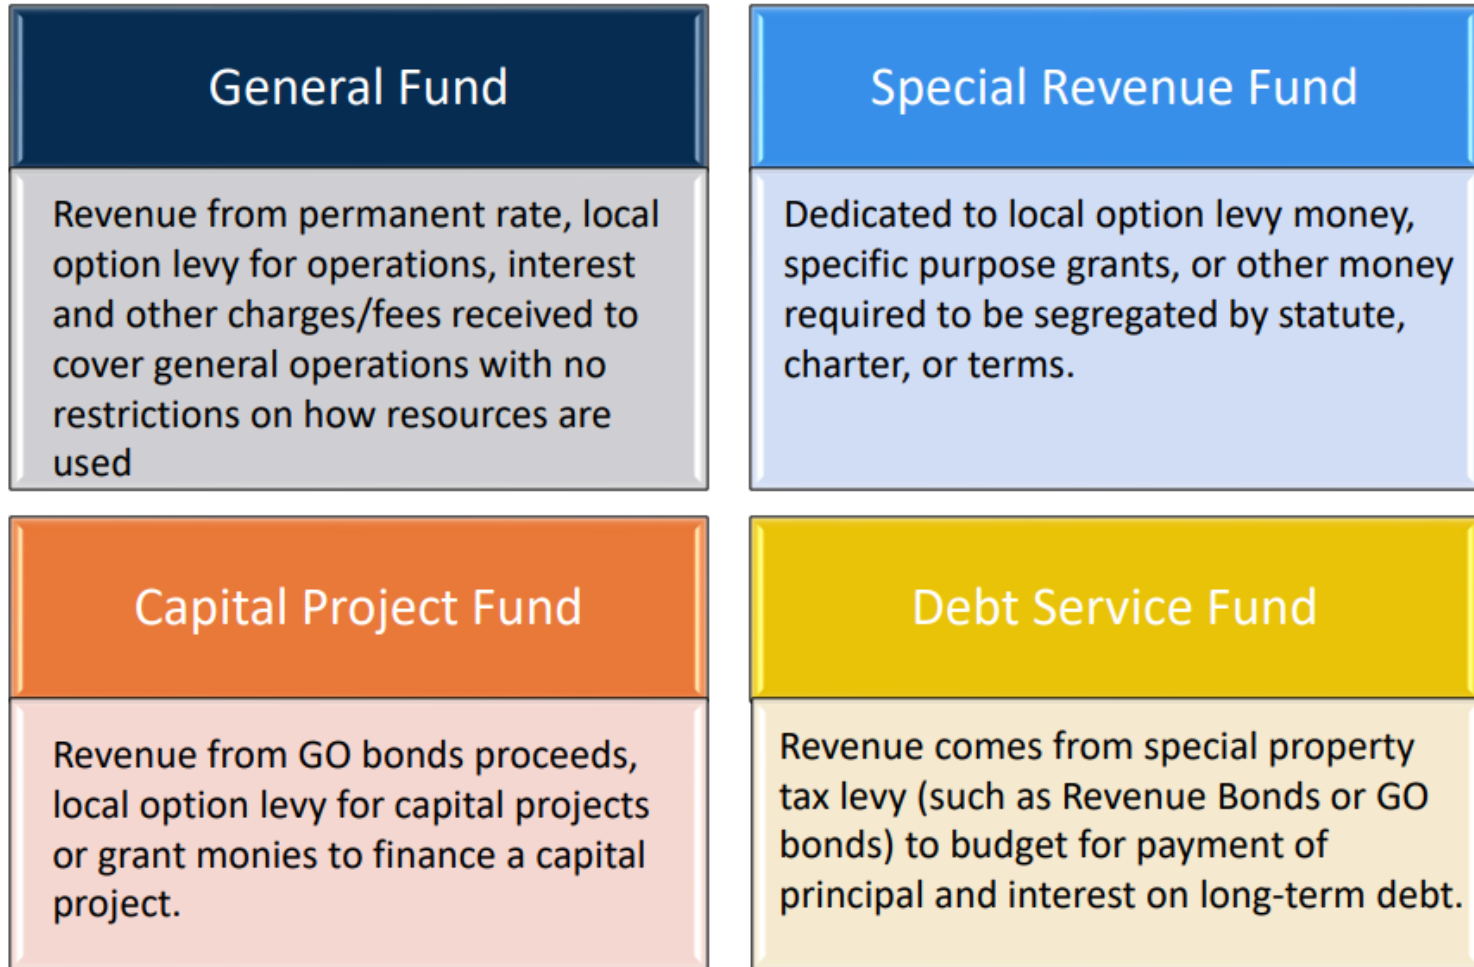 General Fund
Revenue from permanent rate, local
option levy for operations, interest
and other charges/fees received to
cover general operations with no
restrictions on how resources are
used
Special Revenue Fund
Dedicated to local option levy money,
specific purpose grants, or other money
required to be segregated by statute,
charter, or terms.
Capital Project Fund
Revenue from GO bonds proceeds,
local option levy for capital projects
or grant monies to finance a capital
project.
Debt Service Fund
Revenue comes from special property
tax levy (such as Revenue Bonds or GO
bonds) to budget for payment of
principal and interest on long-term debt.